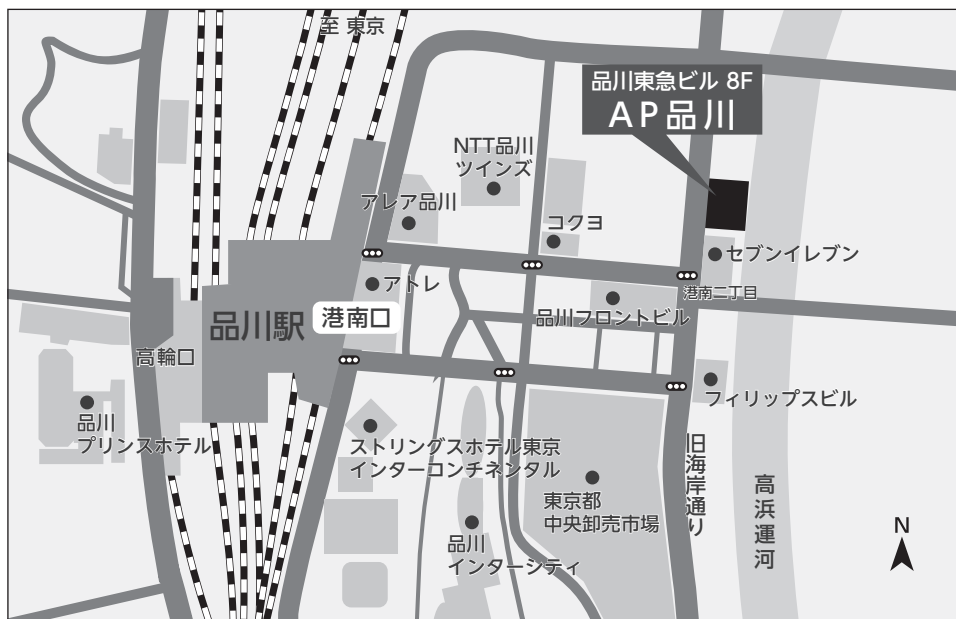 至 東京
品川東急ビル 8F
AP品川
NTT品川
ツインズ
アレア品川
コクヨ
セブンイレブン
アトレ
港南二丁目
品川駅
港南口
品川フロントビル
高輪口
フィリップスビル
品川
プリンスホテル
ストリングスホテル東京
インターコンチネンタル
旧海岸通り
東京都
中央卸売市場
高浜運河
品川
インターシティ
N